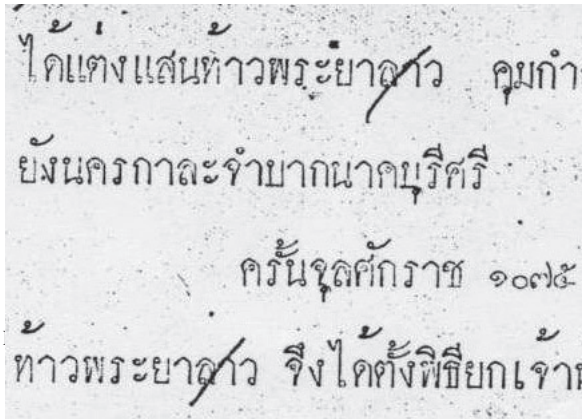 ได้แต่งแสนท้าวพระยาลาว คุมกำ
ยังนครกาละจำบากนาคบุรีศรี
ครั้นจุลศักราช ๑๐๗๕
ท้าวพระยาลาว จึงได้ตั้งพิธียกเจ้า